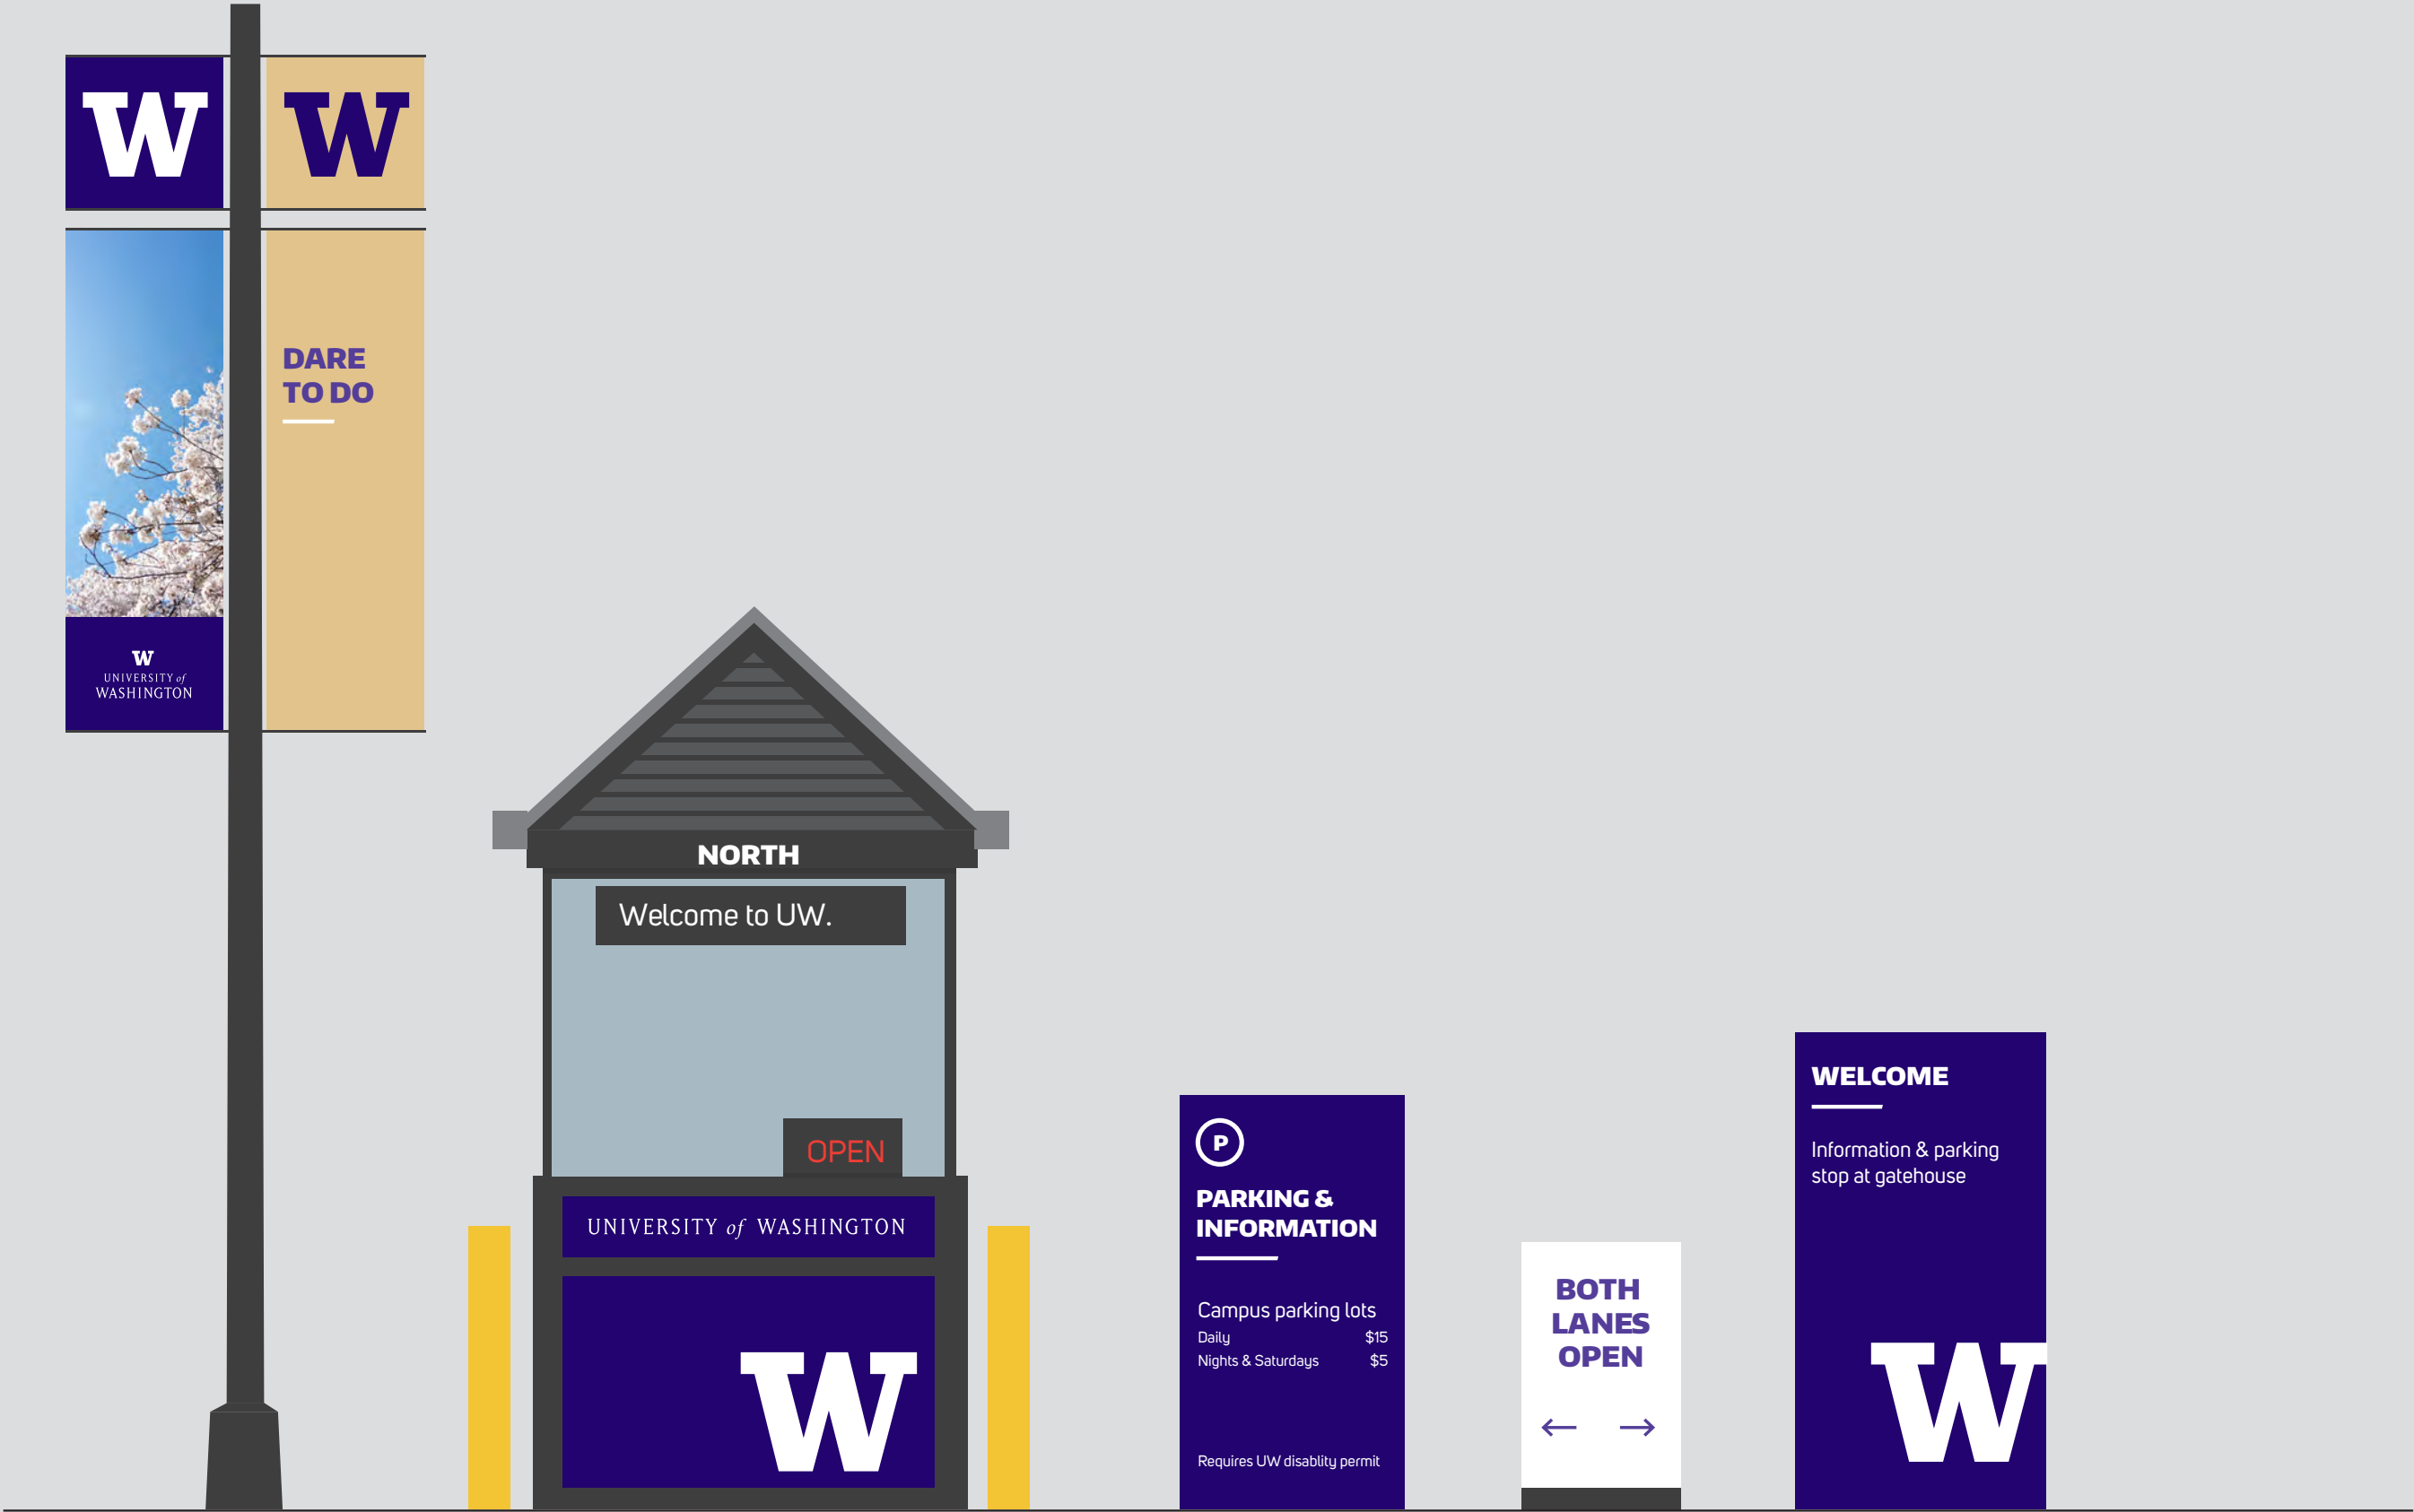 W
W
DARE
TO DO
W
UNIVERSITY of
WASHINGTON
NORTH
Welcome to UW.
OPEN
UNIVERSITY of WASHINGTON
W
P
PARKING &
INFORMATION
Campus parking lots
Daily $15
Nights & Saturdays $5
Requires UW disablity permit
BOTH
LANES
OPEN
← →
WELCOME
Information & parking
stop at gatehouse
W